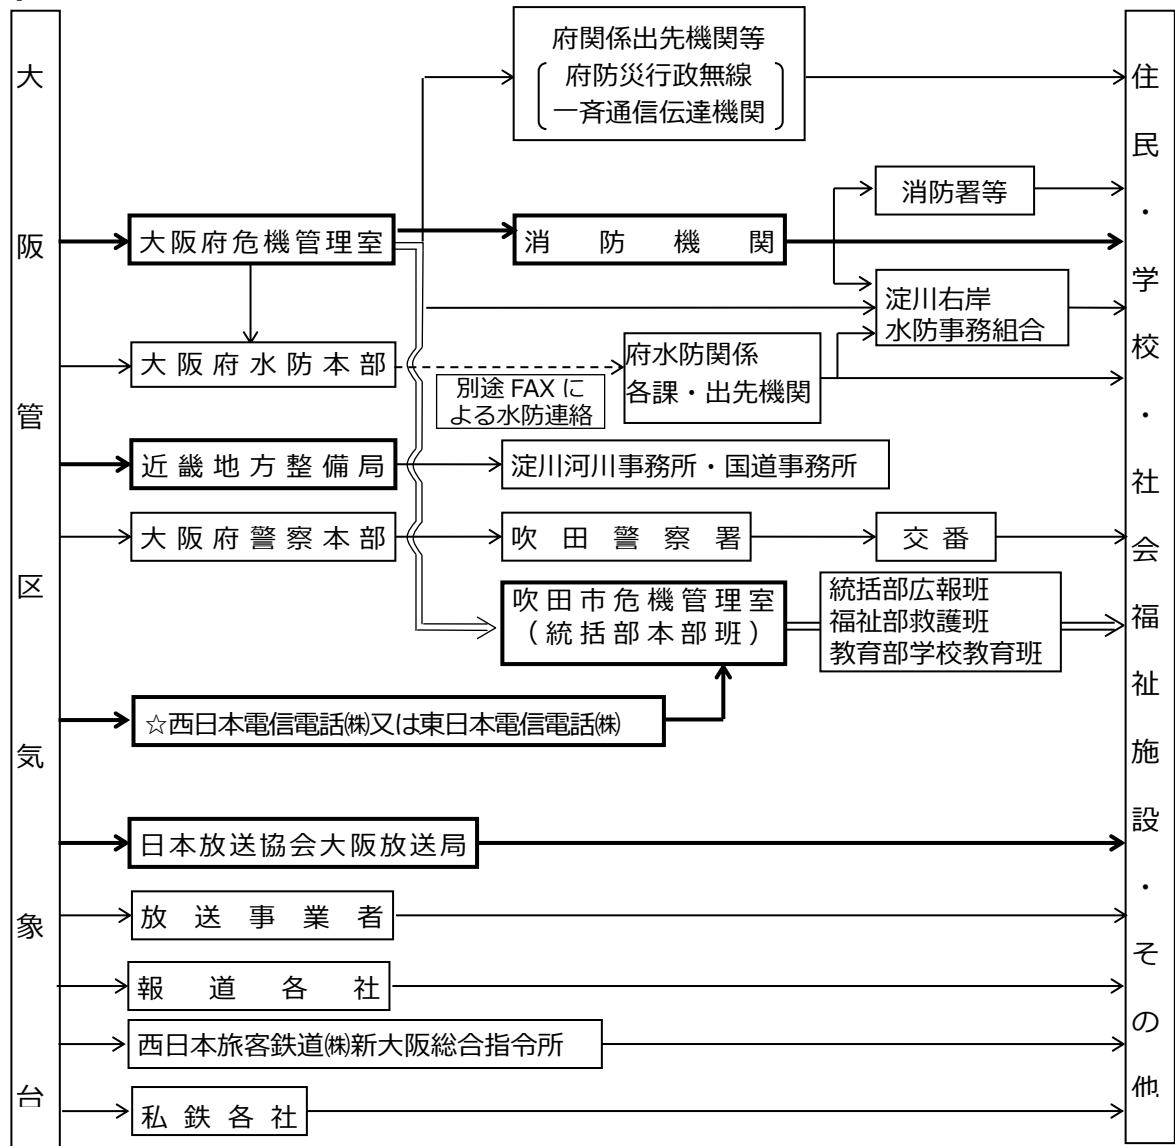 大阪管区気象台
府関係出先機関等
府防災行政無線
一斉通信伝達機関
消防署等
大阪府危機管理室
消防機関
淀川右岸
水防事務組合
大阪府水防本部
別途 FAX に
よる水防連絡
府水防関係
各課・出先機関
近畿地方整備局
淀川河川事務所・国道事務所
大阪府警察本部
吹田警察署
交番
吹田市危機管理室
（統括部本部班）
統括部広報班
福祉部救護班
教育部学校教育班
☆西日本電信電話㈱又は東日本電信電話㈱
日本放送協会大阪放送局
放送事業者
報道各社
西日本旅客鉄道㈱新大阪総合指令所
私鉄各社
住民・学校・社会福祉施設・その他